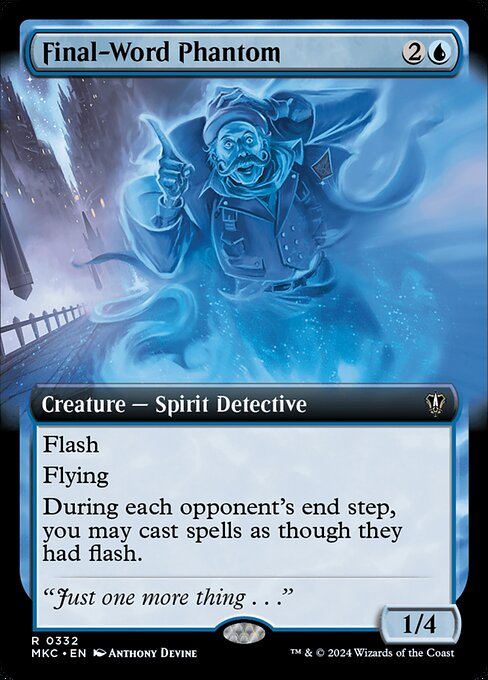 Final-Word Phantom 2
Creature — Spirit Detective
Flash
Flying
During each opponent's end step,
you may cast spells as though they
had flash.
"Just one more thing . . ."
1/4
R 0332
MKC • EN Anthony Devine
™ & © 2024 Wizards of the Coast